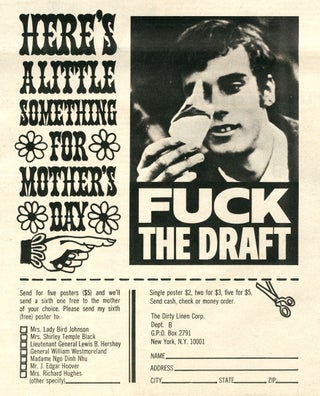 HERE'S
A LITTLE
SOMETHING
FOR
MOTHER'S
DAY
FUCK
THE DRAFT
Send for five posters ($5) and we'll
send a sixth one free to the mother
of your choice. Please send my sixth
(free) poster to:
Mrs. Lady Bird Johnson
Mrs. Shirley Temple Black
Lieutenant General Lewis B. Hershey
General William Westmoreland
Madame Ngo Dinh Nhu
Mr. J. Edgar Hoover
Mrs. Richard Hughes
(other specify)
Single poster $2, two for $3, five for $5.
Send cash, check or money order.
The Dirty Linen Corp.
Dept. B
G.P.O. Box 2791
New York, N.Y. 10001
NAME
ADDRESS
CITY STATE ZIP